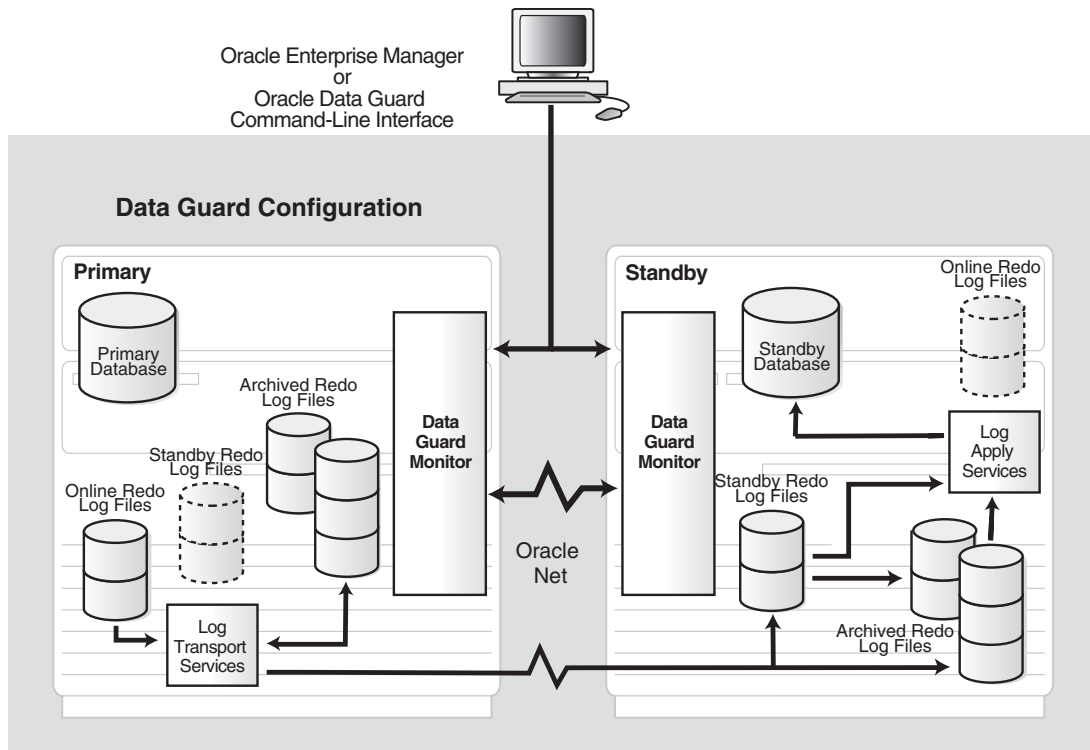 Oracle Enterprise Manager
or
Oracle Data Guard
Command-Line Interface
Data Guard Configuration
Primary
Primary
Database
Archived Redo
Log Files
Standby Redo
Log Files
Online Redo
Log Files
Log
Transport
Services
Data
Guard
Monitor
Oracle
Net
Standby
Data
Guard
Monitor
Standby
Database
Online Redo
Log Files
Log
Apply
Services
Standby Redo
Log Files
Archived Redo
Log Files